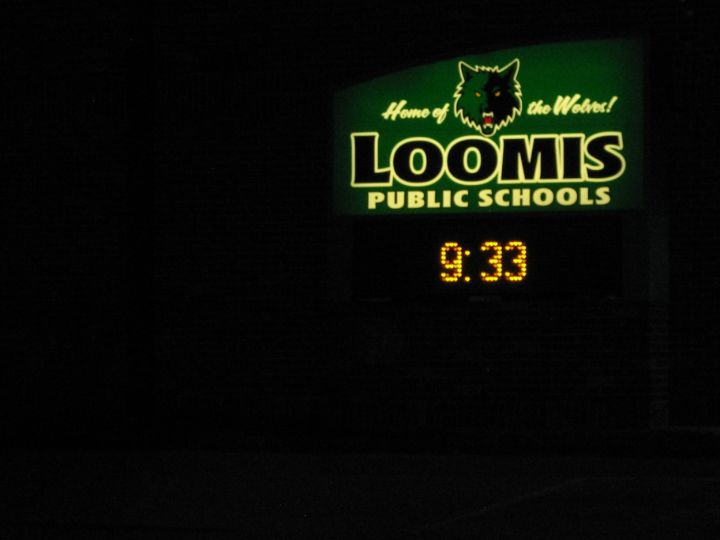 Home of the Wolves!
LOOMIS
PUBLIC SCHOOLS
9:33